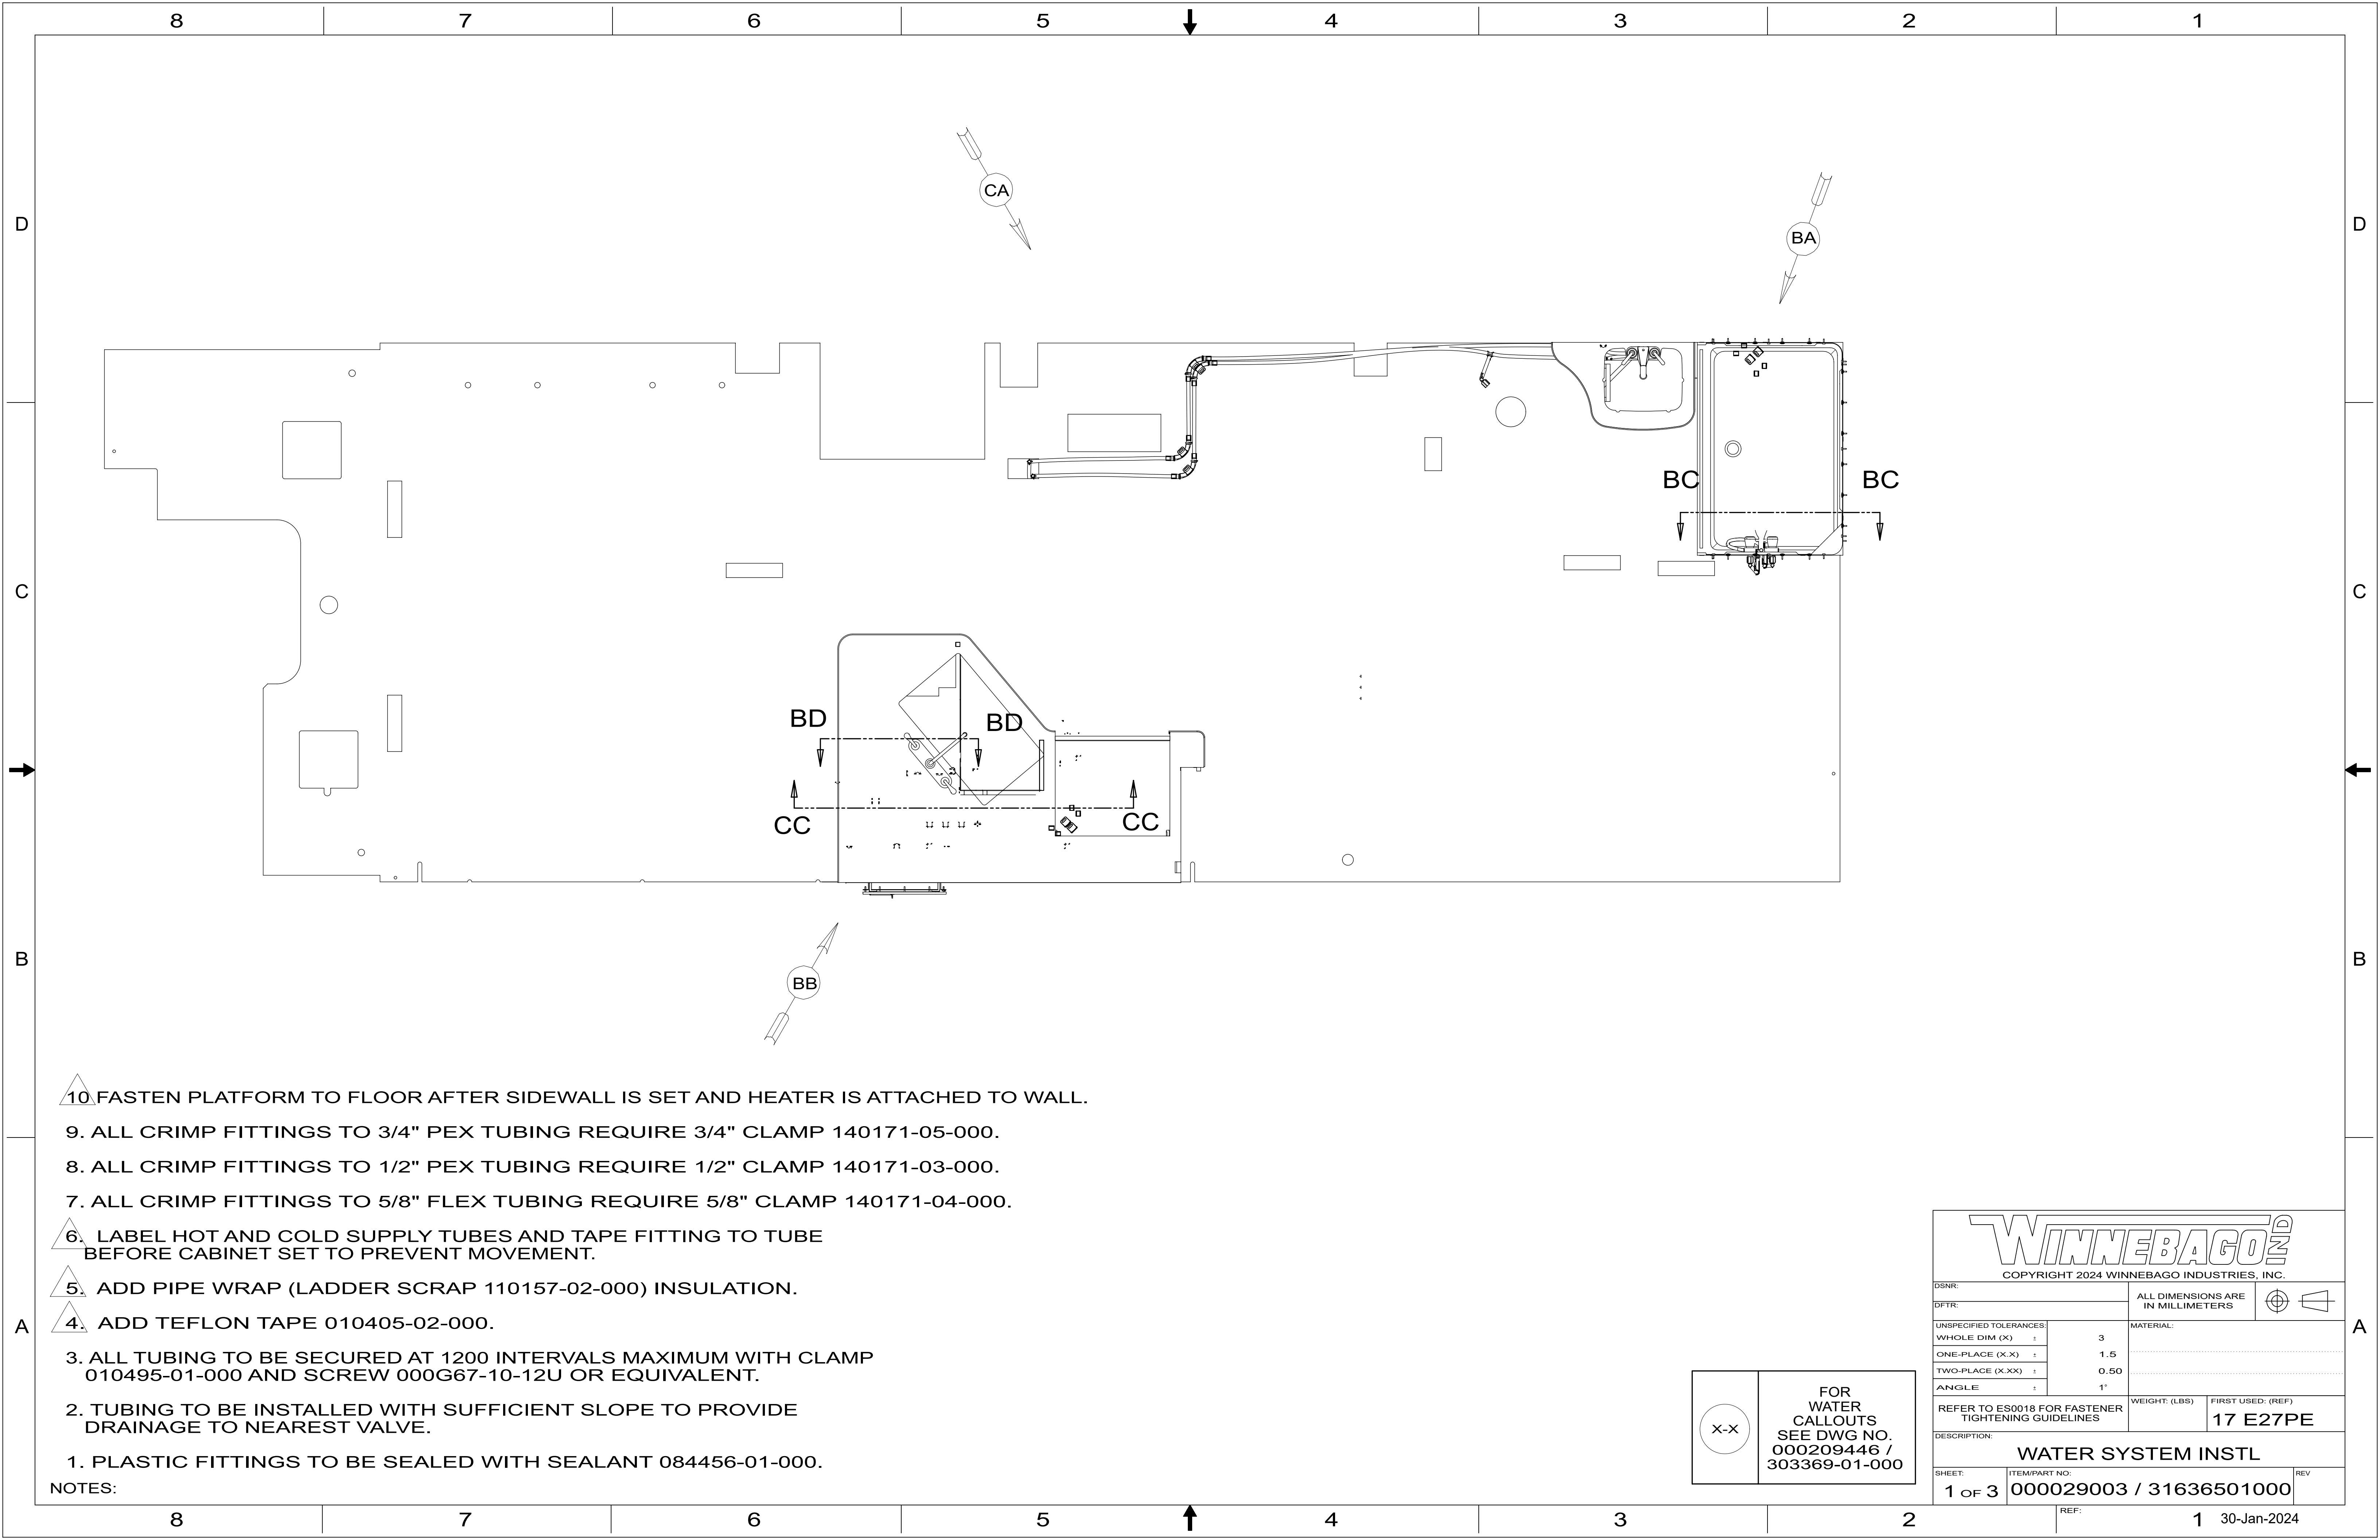 8 7 6 5 4 3 2 1
D D
CA
BA
BC BC
C C
BD BD
CC CC
B B
BB
10 FASTEN PLATFORM TO FLOOR AFTER SIDEWALL IS SET AND HEATER IS ATTACHED TO WALL.
9. ALL CRIMP FITTINGS TO 3/4" PEX TUBING REQUIRE 3/4" CLAMP 140171-05-000.
8. ALL CRIMP FITTINGS TO 1/2" PEX TUBING REQUIRE 1/2" CLAMP 140171-03-000.
7. ALL CRIMP FITTINGS TO 5/8" FLEX TUBING REQUIRE 5/8" CLAMP 140171-04-000.
6. LABEL HOT AND COLD SUPPLY TUBES AND TAPE FITTING TO TUBE
BEFORE CABINET SET TO PREVENT MOVEMENT.
5. ADD PIPE WRAP (LADDER SCRAP 110157-02-000) INSULATION.
4. ADD TEFLON TAPE 010405-02-000.
3. ALL TUBING TO BE SECURED AT 1200 INTERVALS MAXIMUM WITH CLAMP
010495-01-000 AND SCREW 000G67-10-12U OR EQUIVALENT.
2. TUBING TO BE INSTALLED WITH SUFFICIENT SLOPE TO PROVIDE
DRAINAGE TO NEAREST VALVE.
1. PLASTIC FITTINGS TO BE SEALED WITH SEALANT 084456-01-000.
NOTES:
A A
X-X
FOR
WATER
CALLOUTS
SEE DWG NO.
000209446 /
303369-01-000
WINNEBAGO IND
COPYRIGHT 2024 WINNEBAGO INDUSTRIES, INC.
DSNR:
DFTR:
ALL DIMENSIONS ARE
IN MILLIMETERS
UNSPECIFIED TOLERANCES:
MATERIAL:
WHOLE DIM (X) ± 3
ONE-PLACE (X.X) ± 1.5
TWO-PLACE (X.XX) ± 0.50
ANGLE ± 1°
REFER TO ES0018 FOR FASTENER
TIGHTENING GUIDELINES
WEIGHT: (LBS)
FIRST USED: (REF)
17 E27PE
DESCRIPTION:
WATER SYSTEM INSTL
SHEET:
1 OF 3
ITEM/PART NO:
000029003 / 31636501000
REV
REF:
8 7 6 5 4 3 2 1
30-Jan-2024